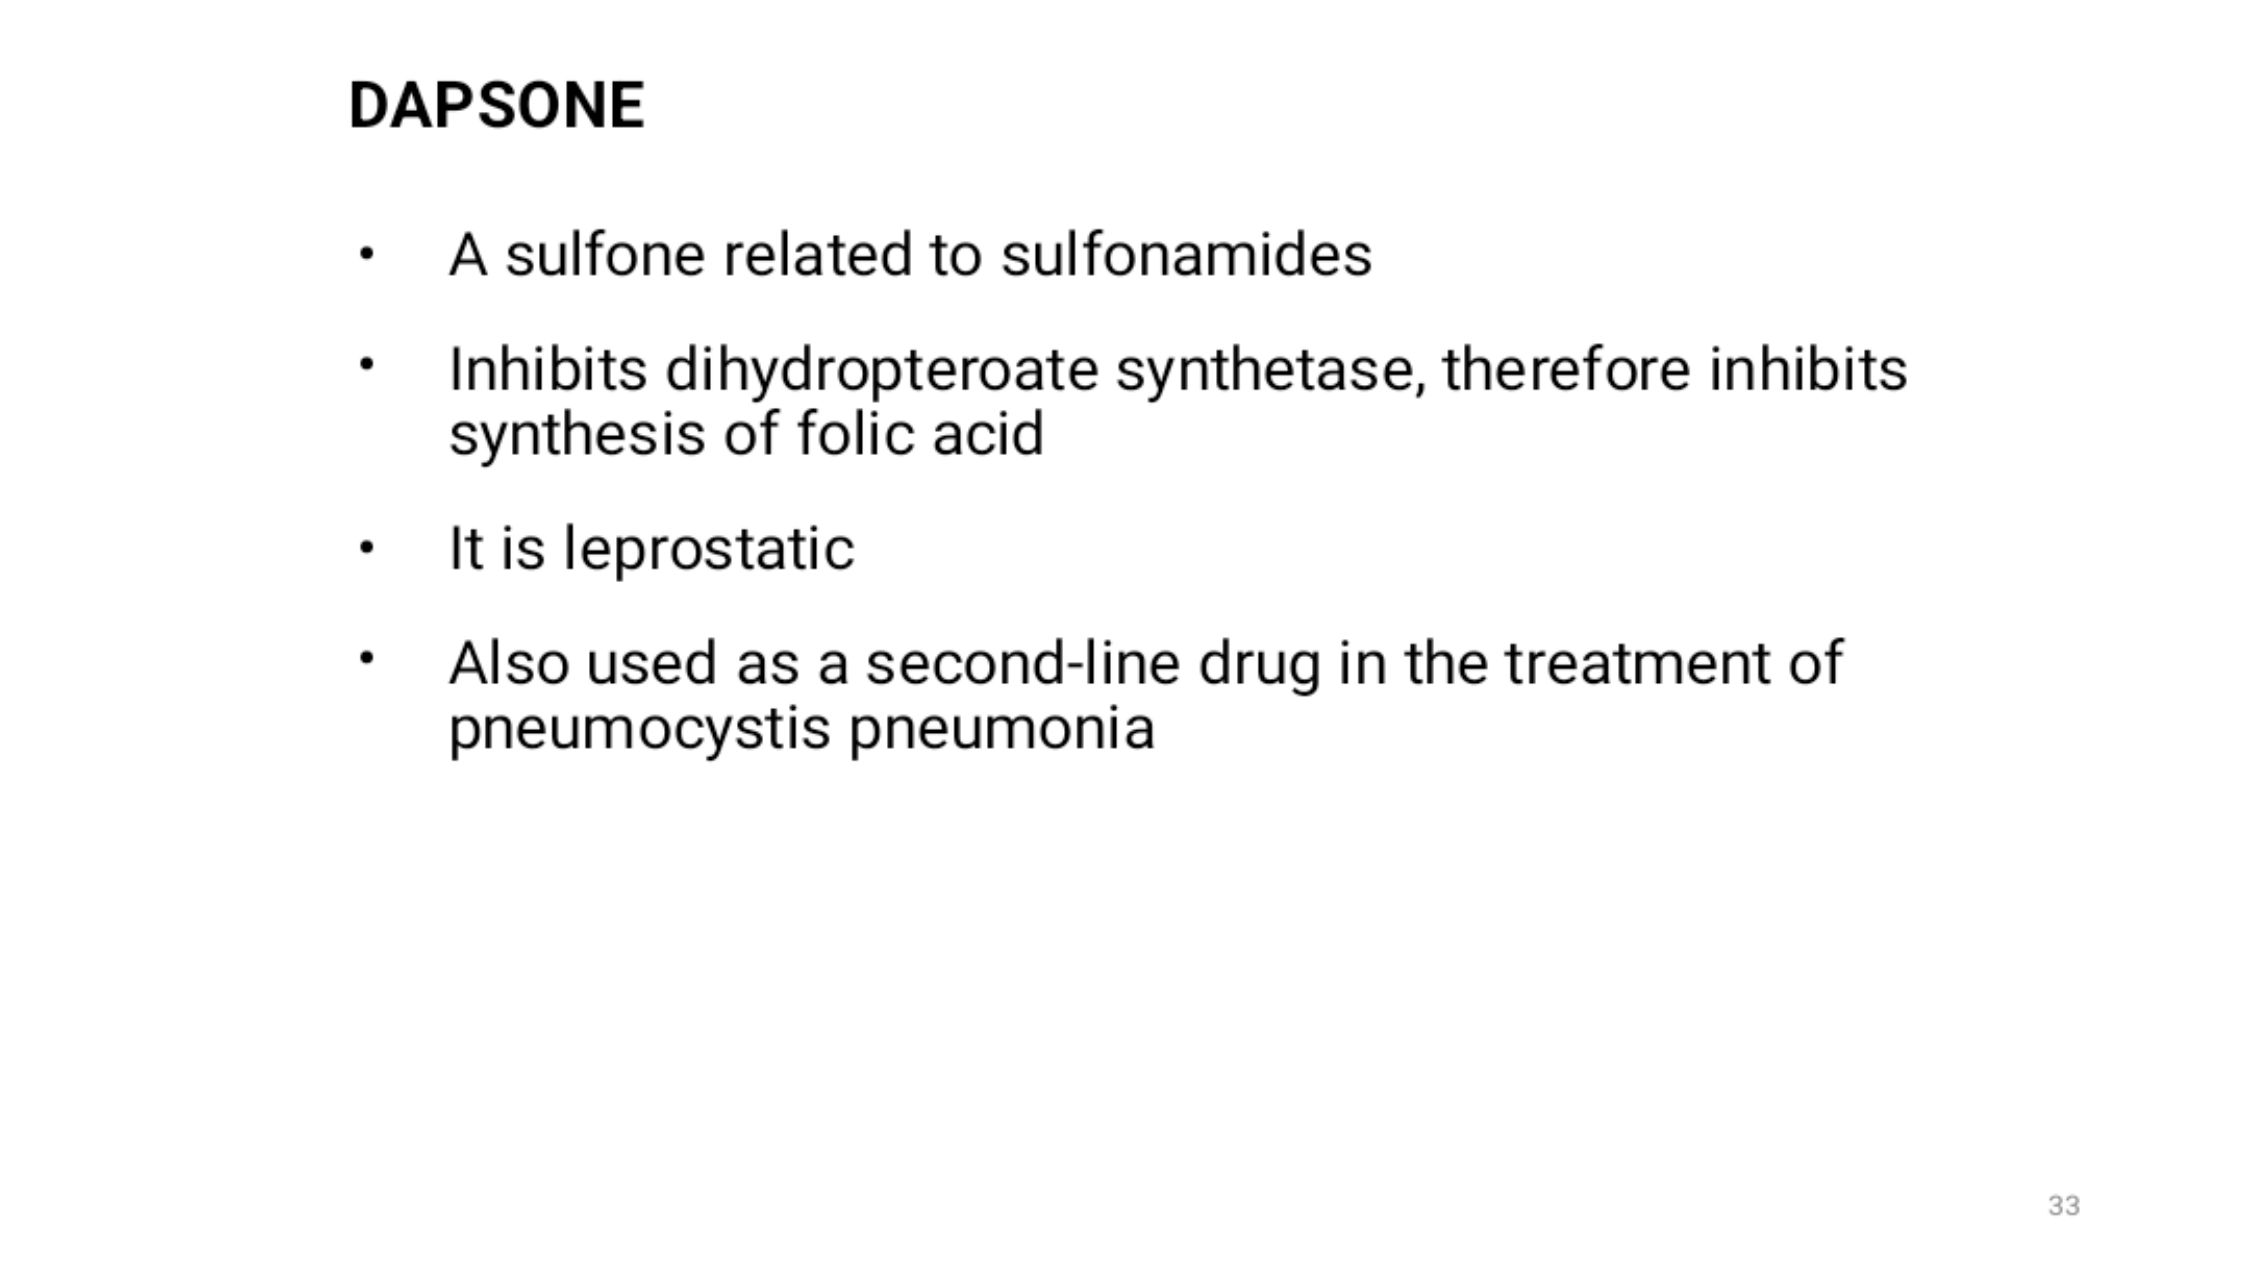 DAPSONE
• A sulfone related to sulfonamides
• Inhibits dihydropteroate synthetase, therefore inhibits
synthesis of folic acid
• It is leprostatic
• Also used as a second-line drug in the treatment of
pneumocystis pneumonia
33